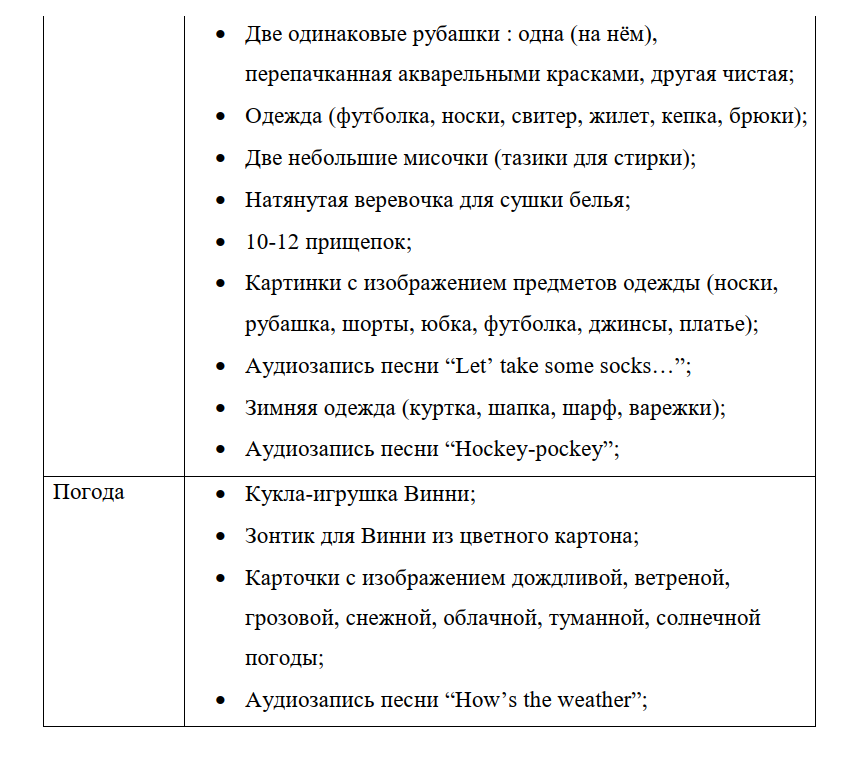 • Две одинаковые рубашки : одна (на нём),
перепачканная акварельными красками, другая чистая;
• Одежда (футболка, носки, свитер, жилет, кепка, брюки);
• Две небольшие мисочки (тазики для стирки);
• Натянутая веревочка для сушки белья;
• 10-12 прищепок;
• Картинки с изображением предметов одежды (носки,
рубашка, шорты, юбка, футболка, джинсы, платье);
• Аудиозапись песни “Let’ take some socks…”;
• Зимняя одежда (куртка, шапка, шарф, варежки);
• Аудиозапись песни “Hockey-pockey”;
Погода
• Кукла-игрушка Винни;
• Зонтик для Винни из цветного картона;
• Карточки с изображением дождливой, ветреной,
грозовой, снежной, облачной, туманной, солнечной
погоды;
• Аудиозапись песни “How’s the weather”;